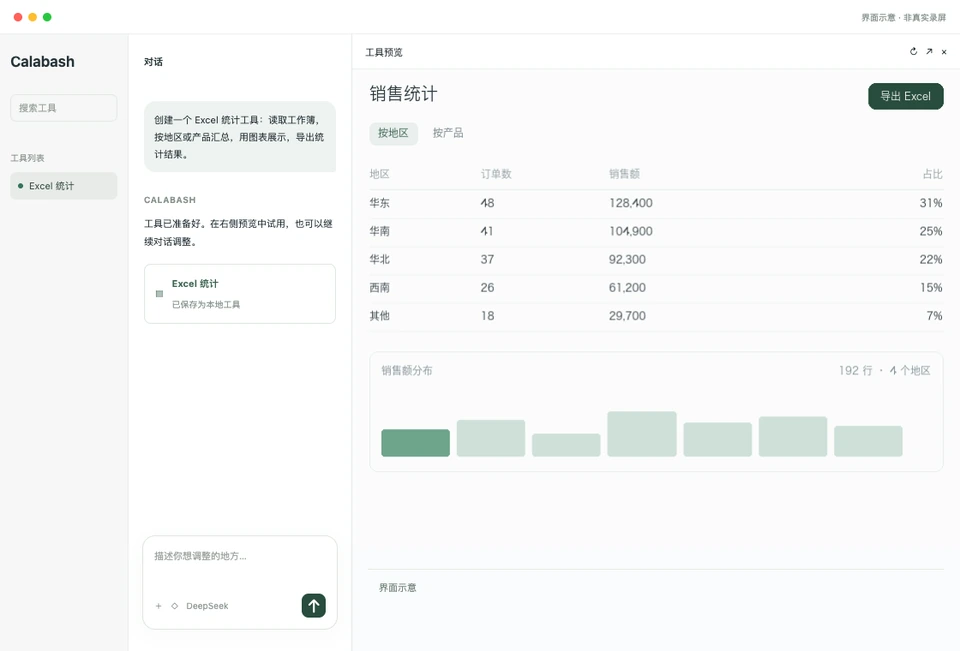 界面示意 · 非真实录屏
Calabash
搜索工具
工具列表
Excel 统计
对话
创建一个 Excel 统计工具：读取工作簿，
按地区或产品汇总，用图表展示，导出统
计结果。
CALABASH
工具已准备好。在右侧预览中试用，也可以继
续对话调整。
Excel 统计
已保存为本地工具
描述你想调整的地方...
DeepSeek
工具预览
销售统计
导出 Excel
按地区 按产品
地区 订单数 销售额 占比
华东 48 128,400 31%
华南 41 104,900 25%
华北 37 92,300 22%
西南 26 61,200 15%
其他 18 29,700 7%
销售额分布 192 行 · 4 个地区
界面示意